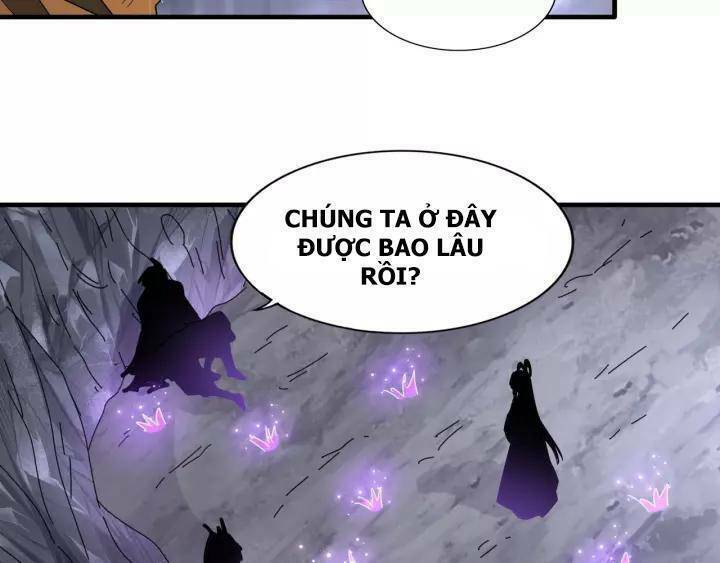 CHÚNG TA Ở ĐÂY
ĐƯỢC BAO LÂU
RỒI?